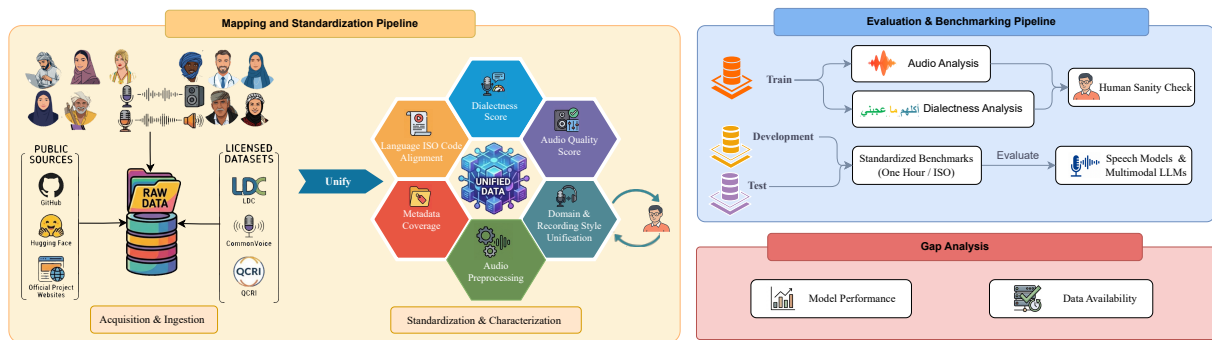 Mapping and Standardization Pipeline
PUBLIC
SOURCES
GitHub
Hugging Face
Official Project
Websites
RAW
DATA
LICENSED
DATASETS
LDC
LDC
CommonVoice
QCRI
QCRI
Acquisition & Ingestion
Unify
Dialectness
Score
Language ISO Code
Alignment
Audio Quality
Score
UNIFIED
DATA
Metadata
Coverage
Domain &
Recording Style
Unification
Audio
Preprocessing
Standardization & Characterization
Evaluation & Benchmarking Pipeline
Train
Audio Analysis
أكلهم ما عجبني Dialectness Analysis
Human Sanity Check
Development
Test
Standardized Benchmarks
(One Hour / ISO)
Evaluate
Speech Models &
Multimodal LLMs
Gap Analysis
Model Performance
Data Availability